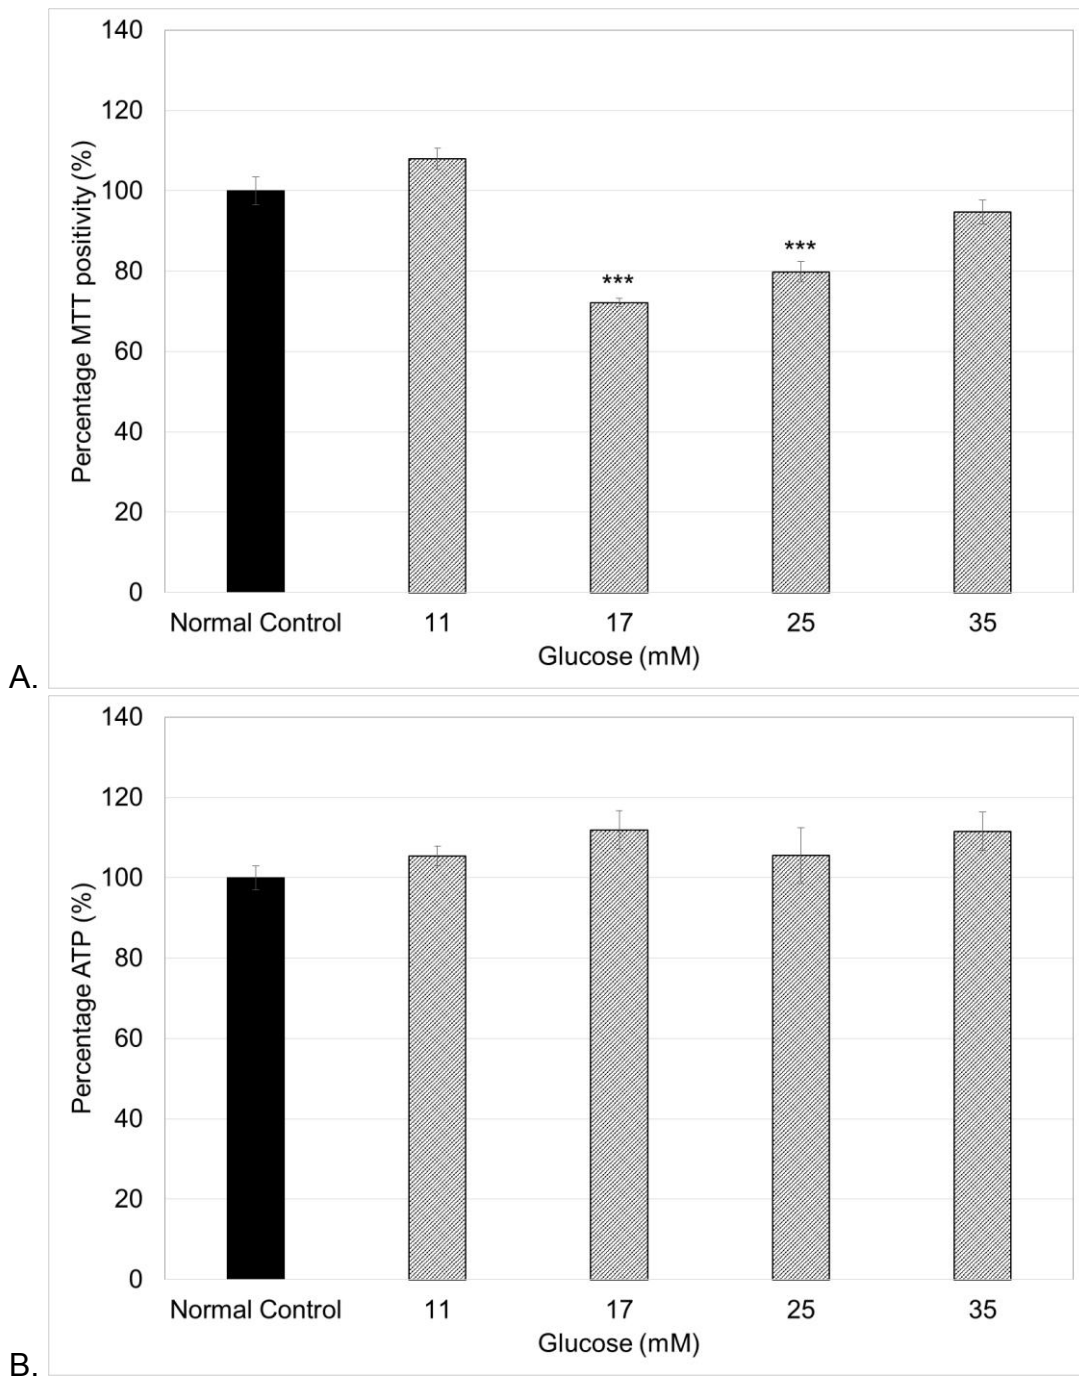 140
120
100
80
60
40
20
0
Percentage MTT positivity (%)
***
***
Normal Control 11 17 25 35
Glucose (mM)
A.
140
120
100
80
60
40
20
0
Percentage ATP (%)
Normal Control 11 17 25 35
Glucose (mM)
B.